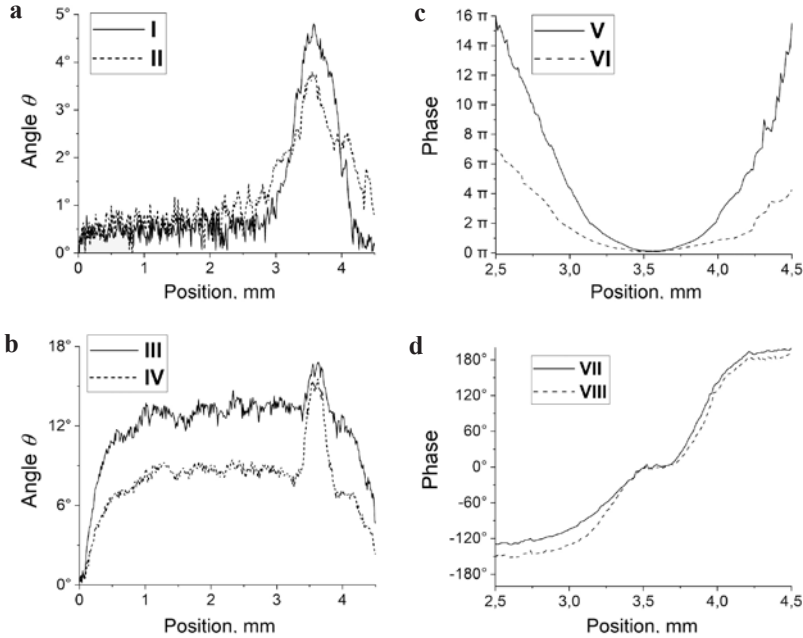 a
I
II
5°
4°
3°
2°
1°
0°
Angle θ
0 1 2 3 4
Position, mm
c
V
VI
16 π
14 π
12 π
10 π
8 π
6 π
4 π
2 π
0 π
Phase
2,5 3,0 3,5 4,0 4,5
Position, mm
b
III
IV
18°
12°
6°
0°
Angle θ
0 1 2 3 4
Position, mm
d
VII
VIII
180°
120°
60°
0°
-60°
-120°
-180°
Phase
2,5 3,0 3,5 4,0 4,5
Position, mm